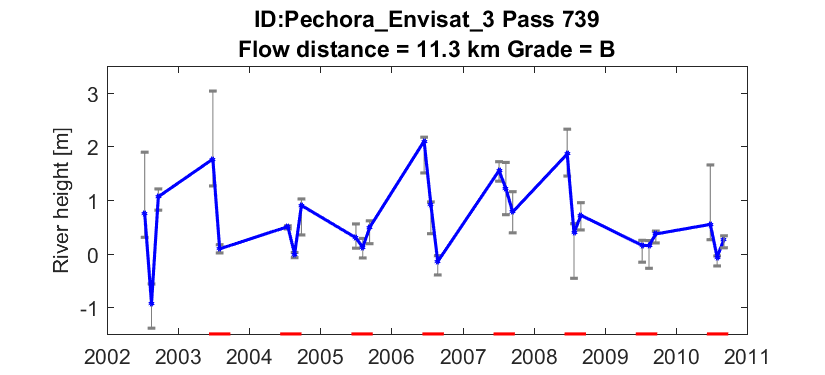 ID:Pechora_Envisat_3 Pass 739
Flow distance = 11.3 km Grade = B
River height [m]
3
2
1
0
-1
2002 2003 2004 2005 2006 2007 2008 2009 2010 2011